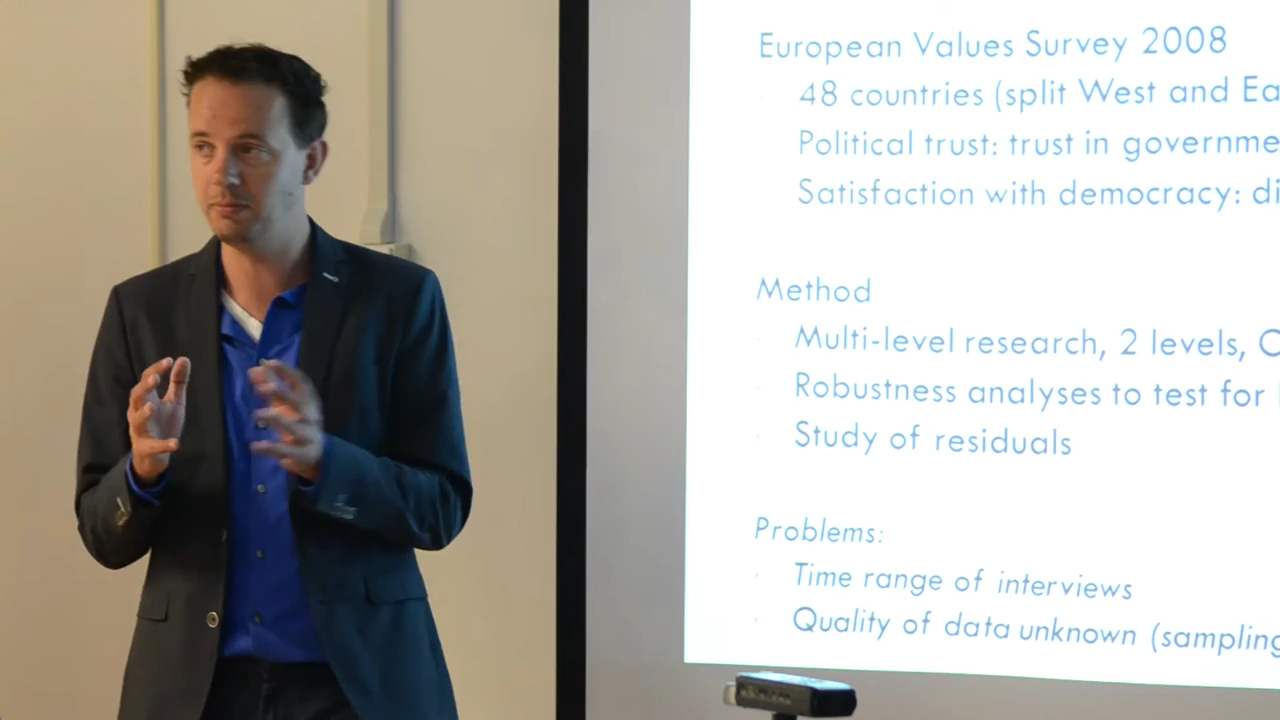 European Values Survey 2008
48 countries (split West and Ea
Political trust: trust in governme
Satisfaction with democracy: di
Method
Multi-level research, 2 levels,
Robustness analyses to test for
Study of residuals
Problems:
Time range of interviews
Quality of data unknown (sampling